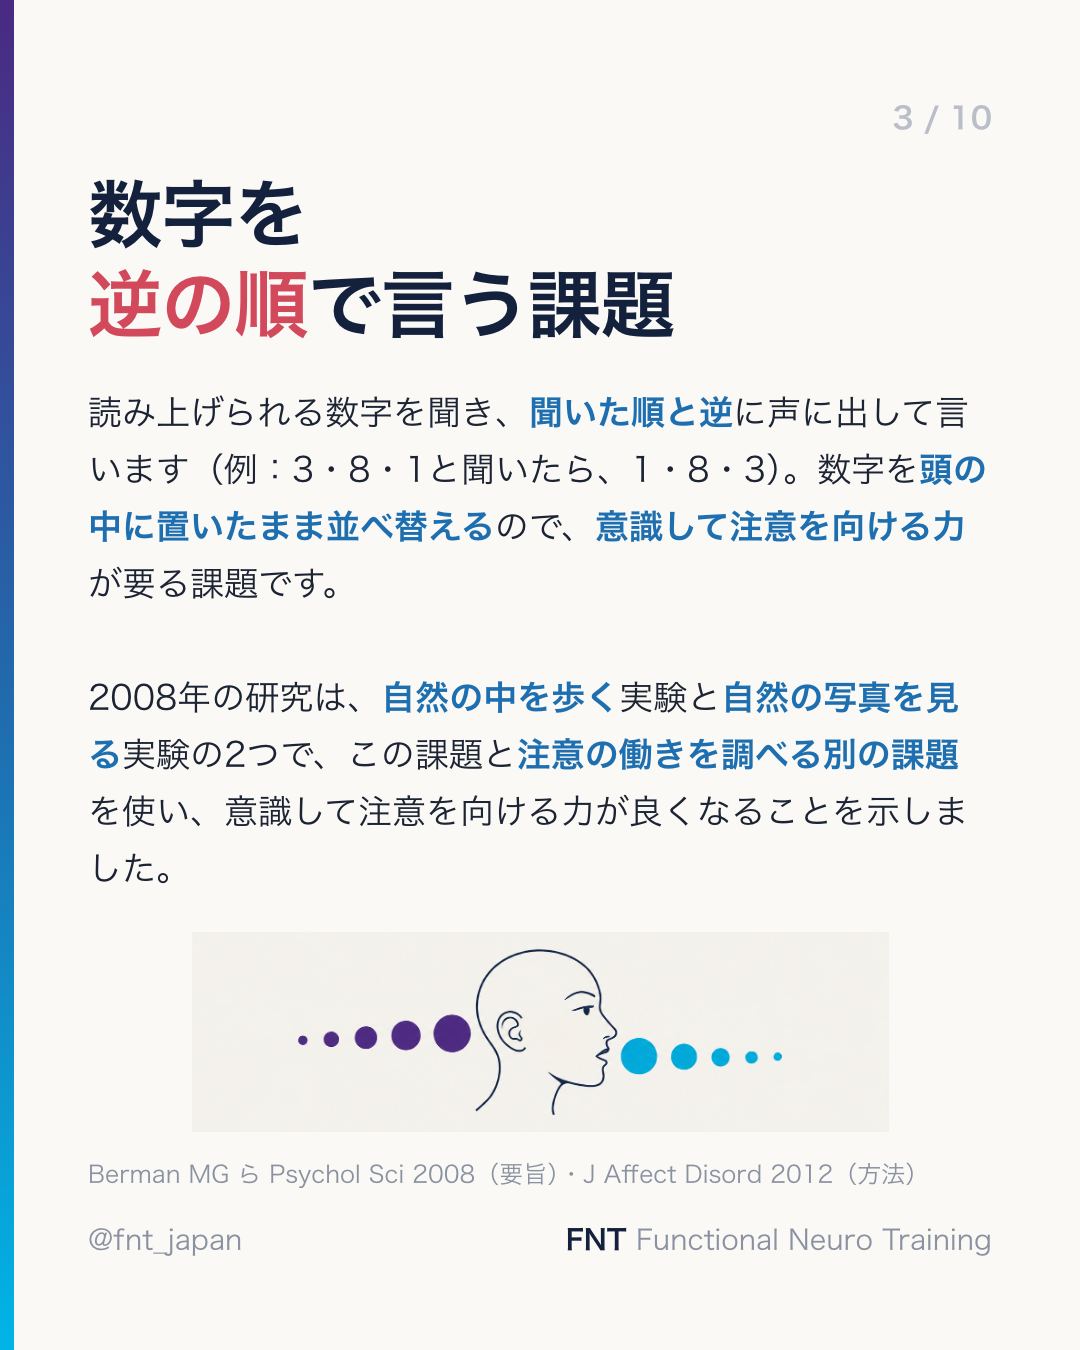 3 / 10
数字を
逆の順で言う課題
読み上げられる数字を聞き、聞いた順と逆に声に出して言
います（例：3・8・1と聞いたら、1・8・3）。数字を頭の
中に置いたまま並べ替えるので、意識して注意を向ける力
が要る課題です。
2008年の研究は、自然の中を歩く実験と自然の写真を見
る実験の2つで、この課題と注意の働きを調べる別の課題
を使い、意識して注意を向ける力が良くなることを示しま
した。
Berman MG ら Psychol Sci 2008（要旨）・J Affect Disord 2012（方法）
@fnt_japan
FNT Functional Neuro Training